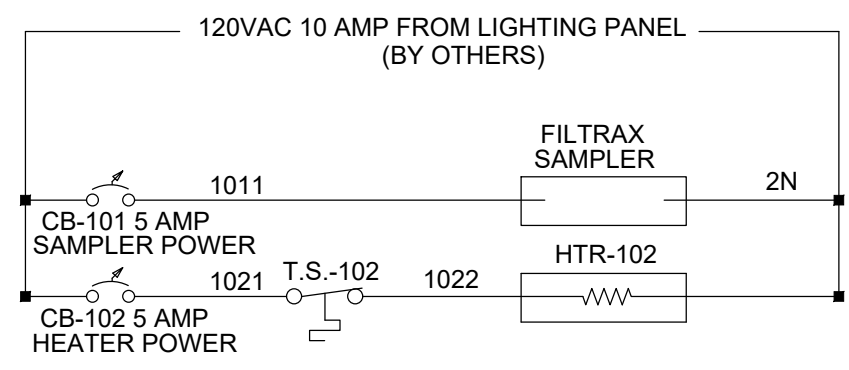 120VAC 10 AMP FROM LIGHTING PANEL
(BY OTHERS)
FILTRAX
SAMPLER
1011
2N
CB-101 5 AMP
SAMPLER POWER
HTR-102
1021
T.S.-102
1022
CB-102 5 AMP
HEATER POWER